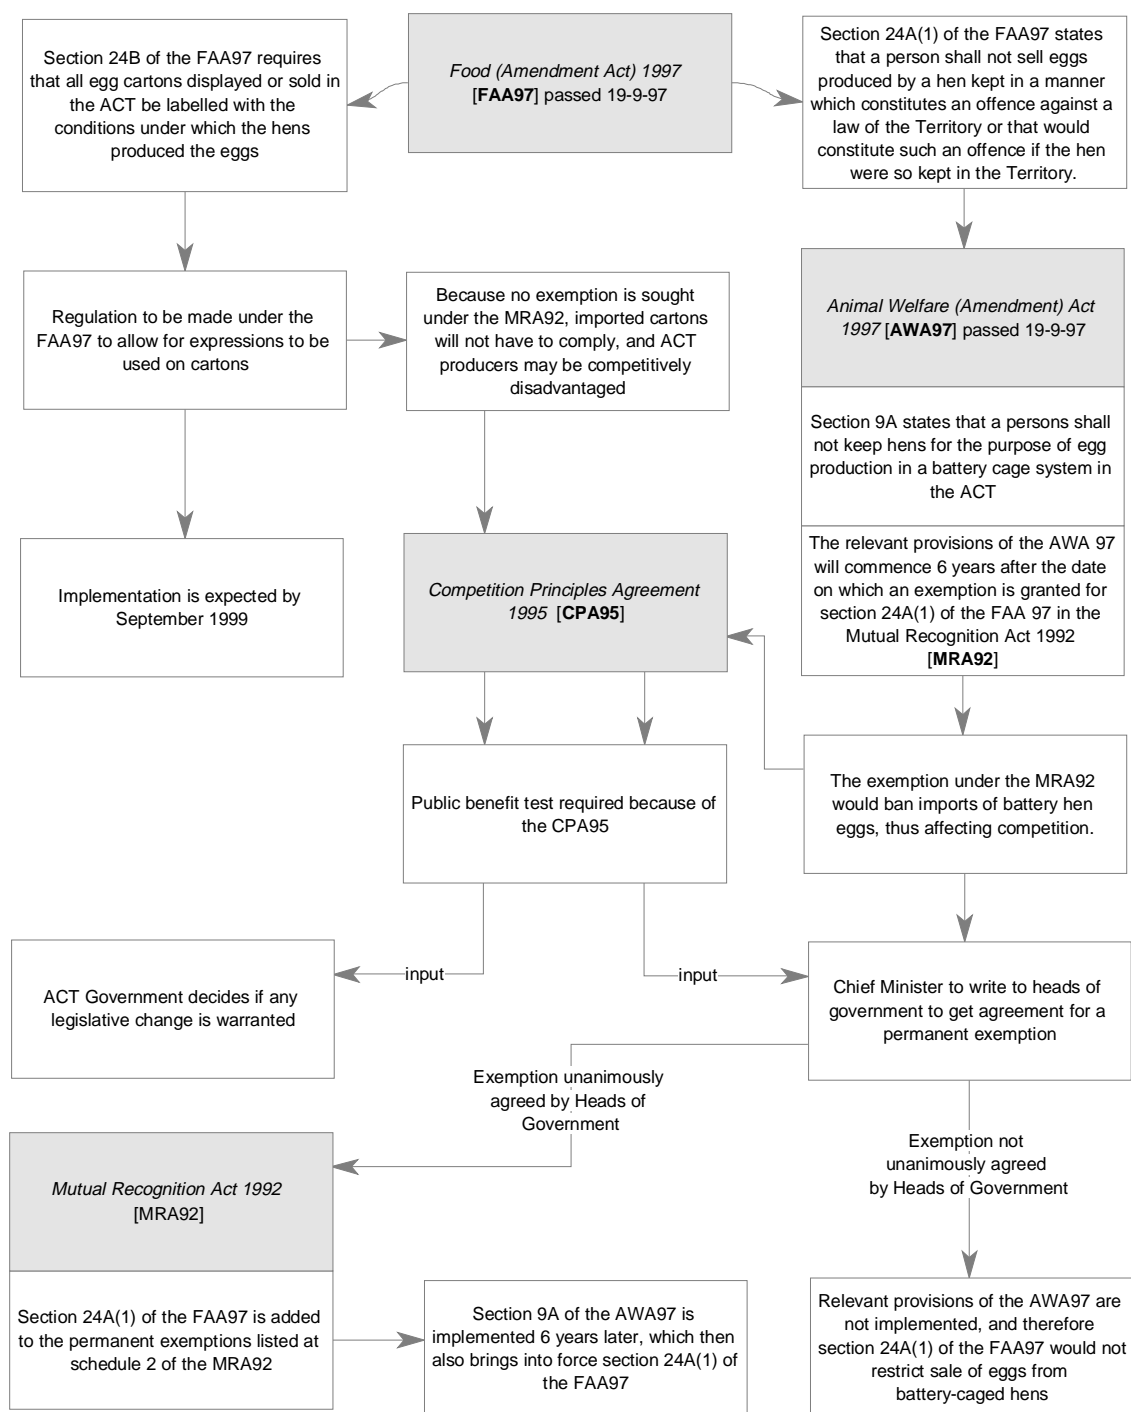 Section 24B of the FAA97 requires
that all egg cartons displayed or sold in
the ACT be labelled with the
conditions under which the hens
produced the eggs
Food (Amendment Act) 1997
[FAA97] passed 19-9-97
Section 24A(1) of the FAA97 states
that a person shall not sell eggs
produced by a hen kept in a manner
which constitutes an offence against a
law of the Territory or that would
constitute such an offence if the hen
were so kept in the Territory.
Regulation to be made under the
FAA97 to allow for expressions to be
used on cartons
Because no exemption is sought
under the MRA92, imported cartons
will not have to comply, and ACT
producers may be competitively
disadvantaged
Animal Welfare (Amendment) Act
1997 [AWA97] passed 19-9-97
Section 9A states that a persons shall
not keep hens for the purpose of egg
production in a battery cage system in
the ACT
Implementation is expected by
September 1999
Competition Principles Agreement
1995 [CPA95]
The relevant provisions of the AWA 97
will commence 6 years after the date
on which an exemption is granted for
section 24A(1) of the FAA 97 in the
Mutual Recognition Act 1992
[MRA92]
Public benefit test required because of
the CPA95
The exemption under the MRA92
would ban imports of battery hen
eggs, thus affecting competition.
input
input
ACT Government decides if any
legislative change is warranted
Chief Minister to write to heads of
government to get agreement for a
permanent exemption
Exemption unanimously
agreed by Heads of
Government
Exemption not
unanimously agreed
by Heads of Government
Mutual Recognition Act 1992
[MRA92]
Section 24A(1) of the FAA97 is added
to the permanent exemptions listed at
schedule 2 of the MRA92
Section 9A of the AWA97 is
implemented 6 years later, which then
also brings into force section 24A(1) of
the FAA97
Relevant provisions of the AWA97 are
not implemented, and therefore
section 24A(1) of the FAA97 would not
restrict sale of eggs from
battery-caged hens